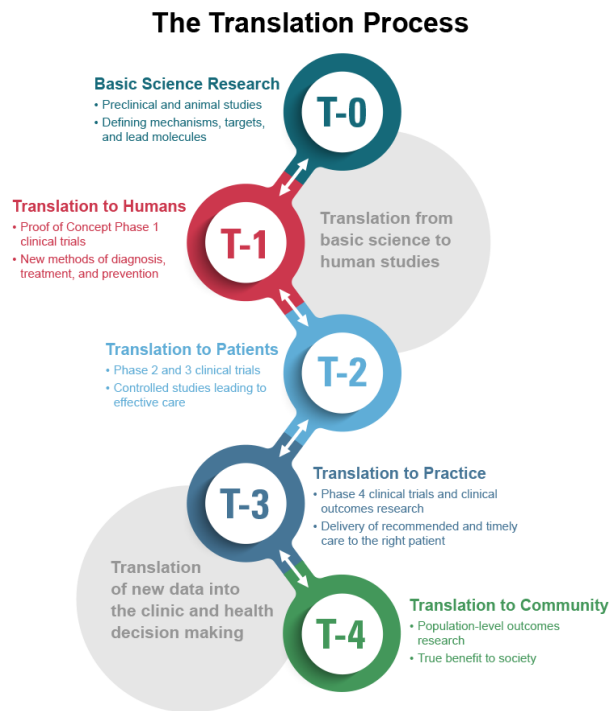 The Translation Process
T-0
Basic Science Research
• Preclinical and animal studies
• Defining mechanisms, targets,
and lead molecules
T-1
Translation to Humans
• Proof of Concept Phase 1
clinical trials
• New methods of diagnosis,
treatment, and prevention
Translation from
basic science to
human studies
T-2
Translation to Patients
• Phase 2 and 3 clinical trials
• Controlled studies leading to
effective care
T-3
Translation to Practice
• Phase 4 clinical trials and clinical
outcomes research
• Delivery of recommended and timely
care to the right patient
Translation
of new data into
the clinic and health
decision making
T-4
Translation to Community
• Population-level outcomes
research
• True benefit to society